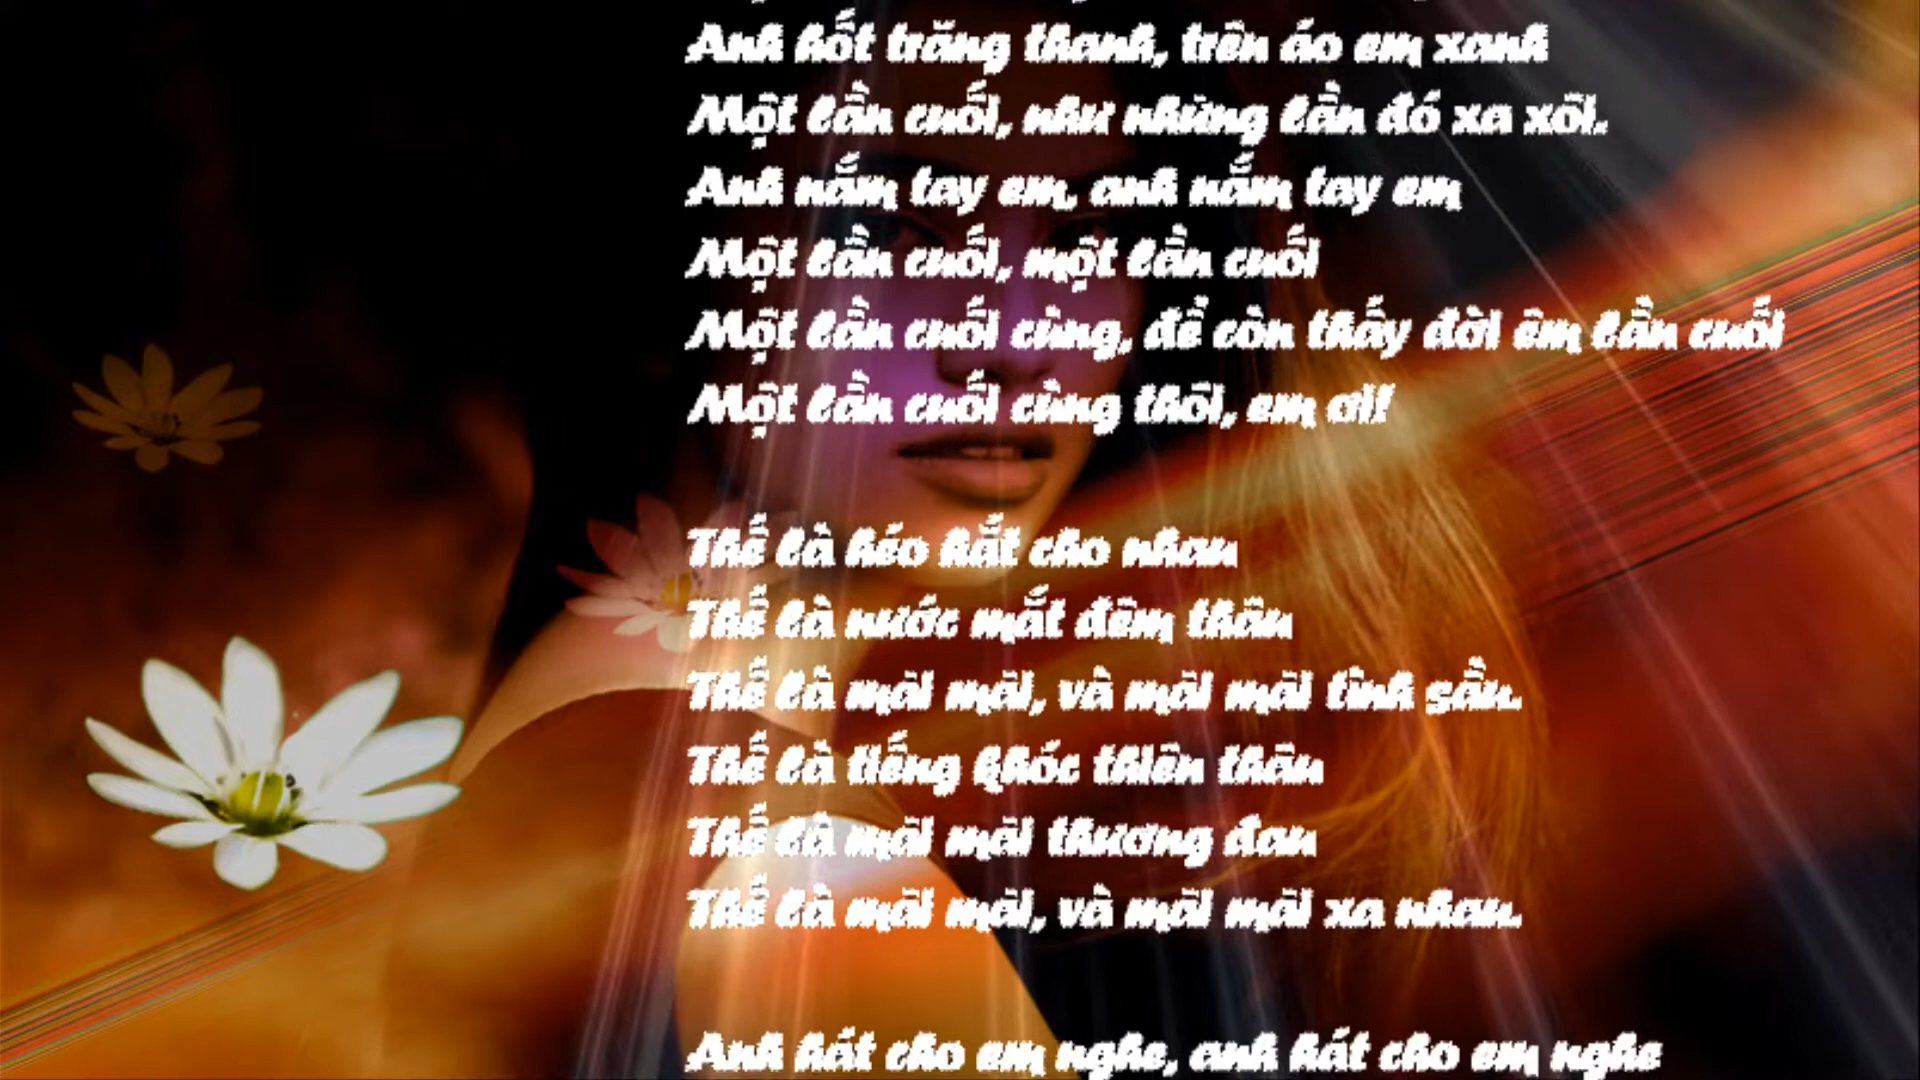 Anh hốt trăng thanh, trên áo em xanh
Một lần cuối, như những lần đó xa xôi.
Anh nắm tay em, anh nắm tay em
Một lần cuối, một lần cuối
Một lần cuối cùng, để còn thấy đời êm lần cuối
Một lần cuối cùng thôi, em ơi!
Thế là héo hắt cho nhau
Thế là nước mắt đêm thâu
Thế là mãi mãi, và mãi mãi tình sầu.
Thế là tiếng khóc thiên thâu
Thế là mãi mãi thương đau
Thế là mãi mãi, và mãi mãi xa nhau.
Anh hát cho em nghe, anh hát cho em nghe